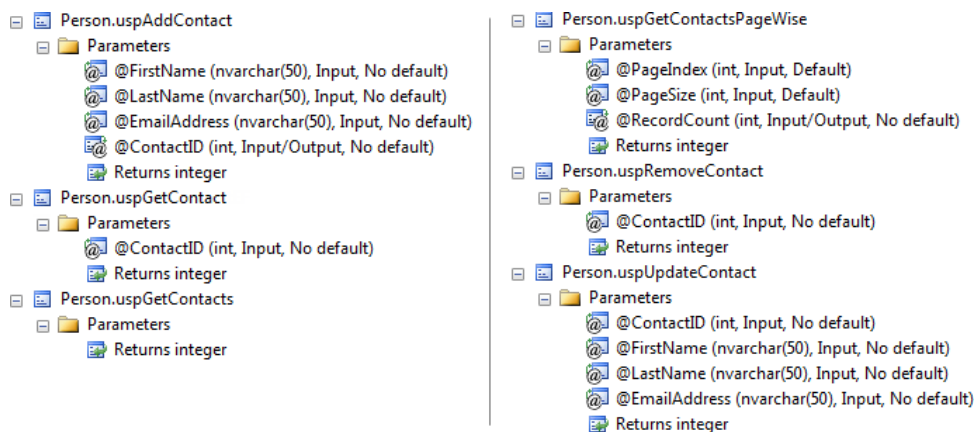 Person.uspAddContact
Parameters
@FirstName (nvarchar(50), Input, No default)
@LastName (nvarchar(50), Input, No default)
@EmailAddress (nvarchar(50), Input, No default)
@ContactID (int, Input/Output, No default)
Returns integer
Person.uspGetContact
Parameters
@ContactID (int, Input, No default)
Returns integer
Person.uspGetContacts
Parameters
Returns integer
Person.uspGetContactsPageWise
Parameters
@PageIndex (int, Input, Default)
@PageSize (int, Input, Default)
@RecordCount (int, Input/Output, No default)
Returns integer
Person.uspRemoveContact
Parameters
@ContactID (int, Input, No default)
Returns integer
Person.uspUpdateContact
Parameters
@ContactID (int, Input, No default)
@FirstName (nvarchar(50), Input, No default)
@LastName (nvarchar(50), Input, No default)
@EmailAddress (nvarchar(50), Input, No default)
Returns integer